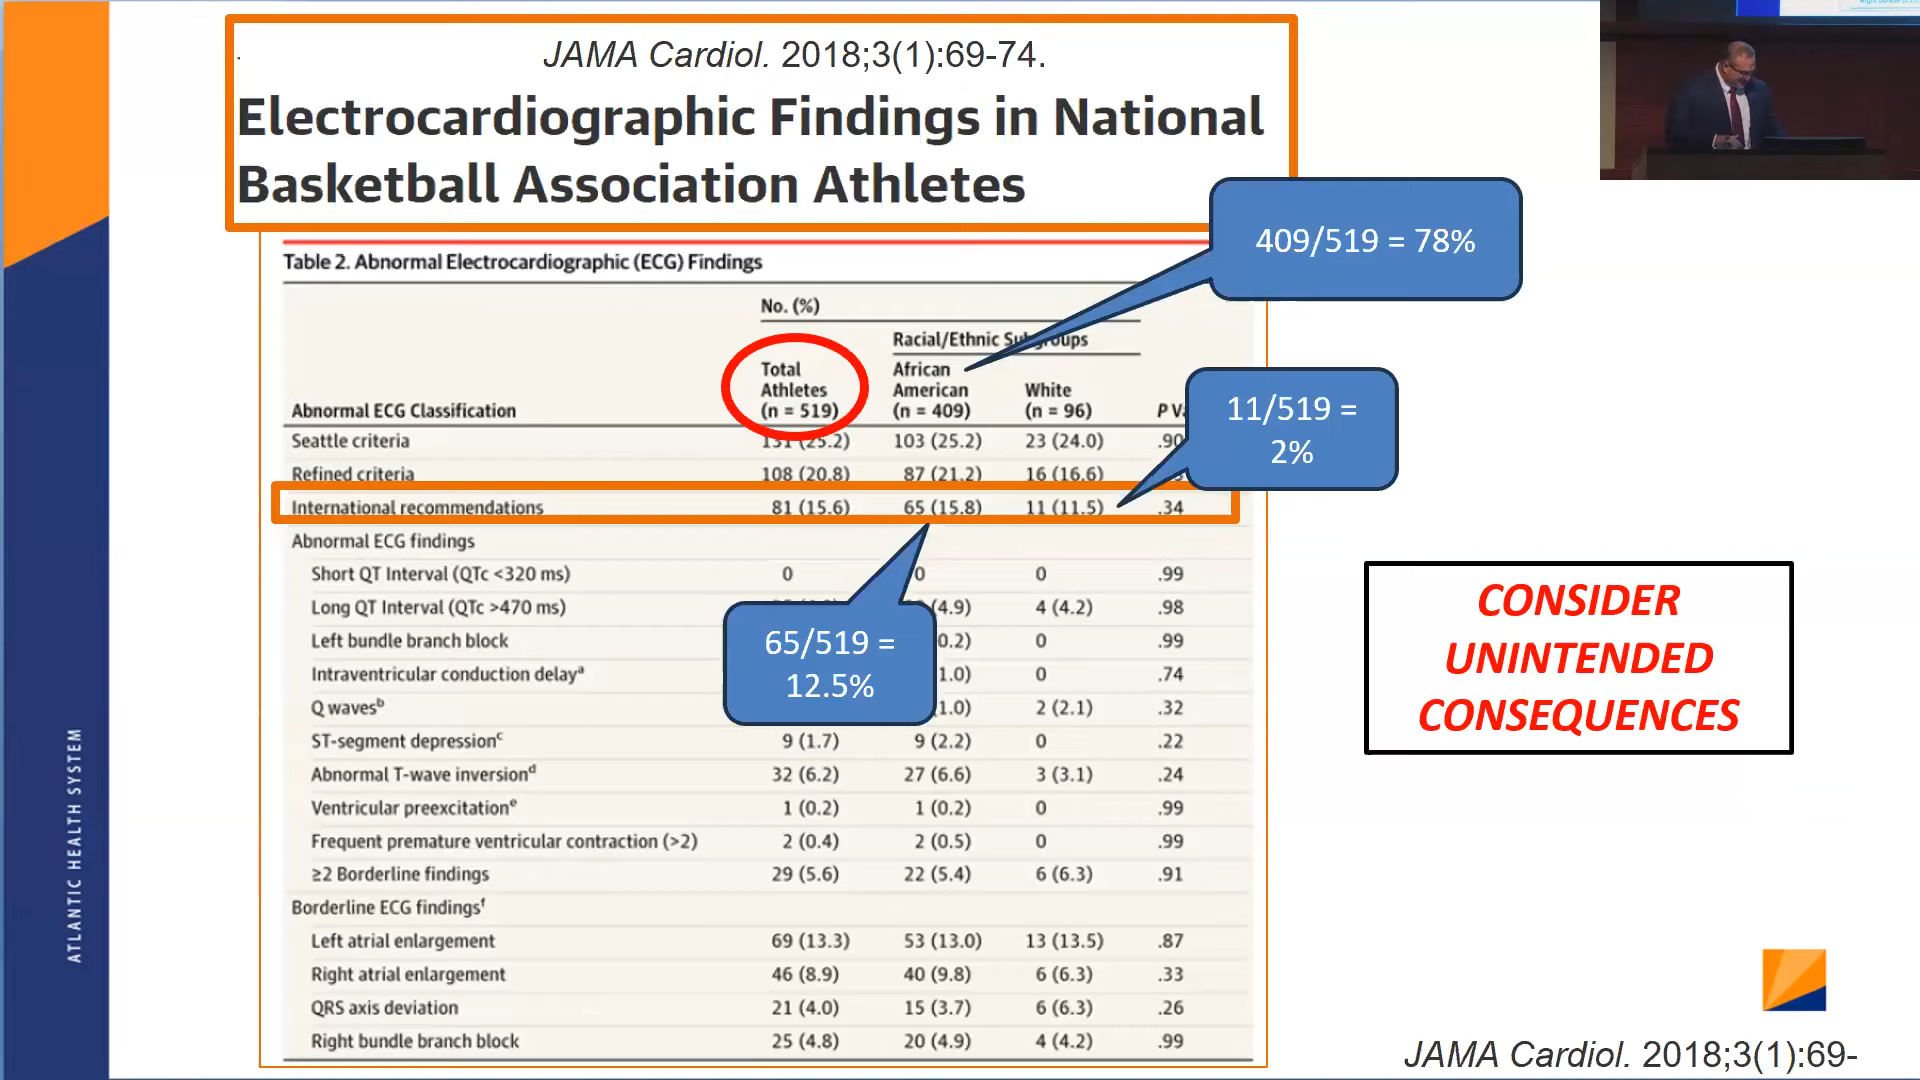 JAMA Cardiol. 2018;3(1):69-74.
Electrocardiographic Findings in National
Basketball Association Athletes
409/519 = 78%
Table 2. Abnormal Electrocardiographic (ECG) Findings
No. (%)
Racial/Ethnic Subgroups
Abnormal ECG Classification Total Athletes (n = 519) African American (n = 409) White (n = 96) P
11/519 =
2%
Seattle criteria 131 (25.2) 103 (25.2) 23 (24.0) .90
Refined criteria 108 (20.8) 87 (21.2) 16 (16.6)
International recommendations 81 (15.6) 65 (15.8) 11 (11.5) .34
Abnormal ECG findings
Short QT Interval (QTc <320 ms) 0 0 0 .99
Long QT Interval (QTc >470 ms) (4.9) 4 (4.2) .98
Left bundle branch block 0.2) 0 .99
Intraventricular conduction delayᵃ 1.0) 0 .74
Q wavesᵇ 1.0) 2 (2.1) .32
65/519 =
12.5%
ST-segment depressionᶜ 9 (1.7) 9 (2.2) 0 .22
Abnormal T-wave inversionᵈ 32 (6.2) 27 (6.6) 3 (3.1) .24
Ventricular preexcitationᵉ 1 (0.2) 1 (0.2) 0 .99
Frequent premature ventricular contraction (>2) 2 (0.4) 2 (0.5) 0 .99
≥2 Borderline findings 29 (5.6) 22 (5.4) 6 (6.3) .91
Borderline ECG findingsᶠ
Left atrial enlargement 69 (13.3) 53 (13.0) 13 (13.5) .87
Right atrial enlargement 46 (8.9) 40 (9.8) 6 (6.3) .33
QRS axis deviation 21 (4.0) 15 (3.7) 6 (6.3) .26
Right bundle branch block 25 (4.8) 20 (4.9) 4 (4.2) .99
CONSIDER
UNINTENDED
CONSEQUENCES
ATLANTIC HEALTH SYSTEM
JAMA Cardiol. 2018;3(1):69-